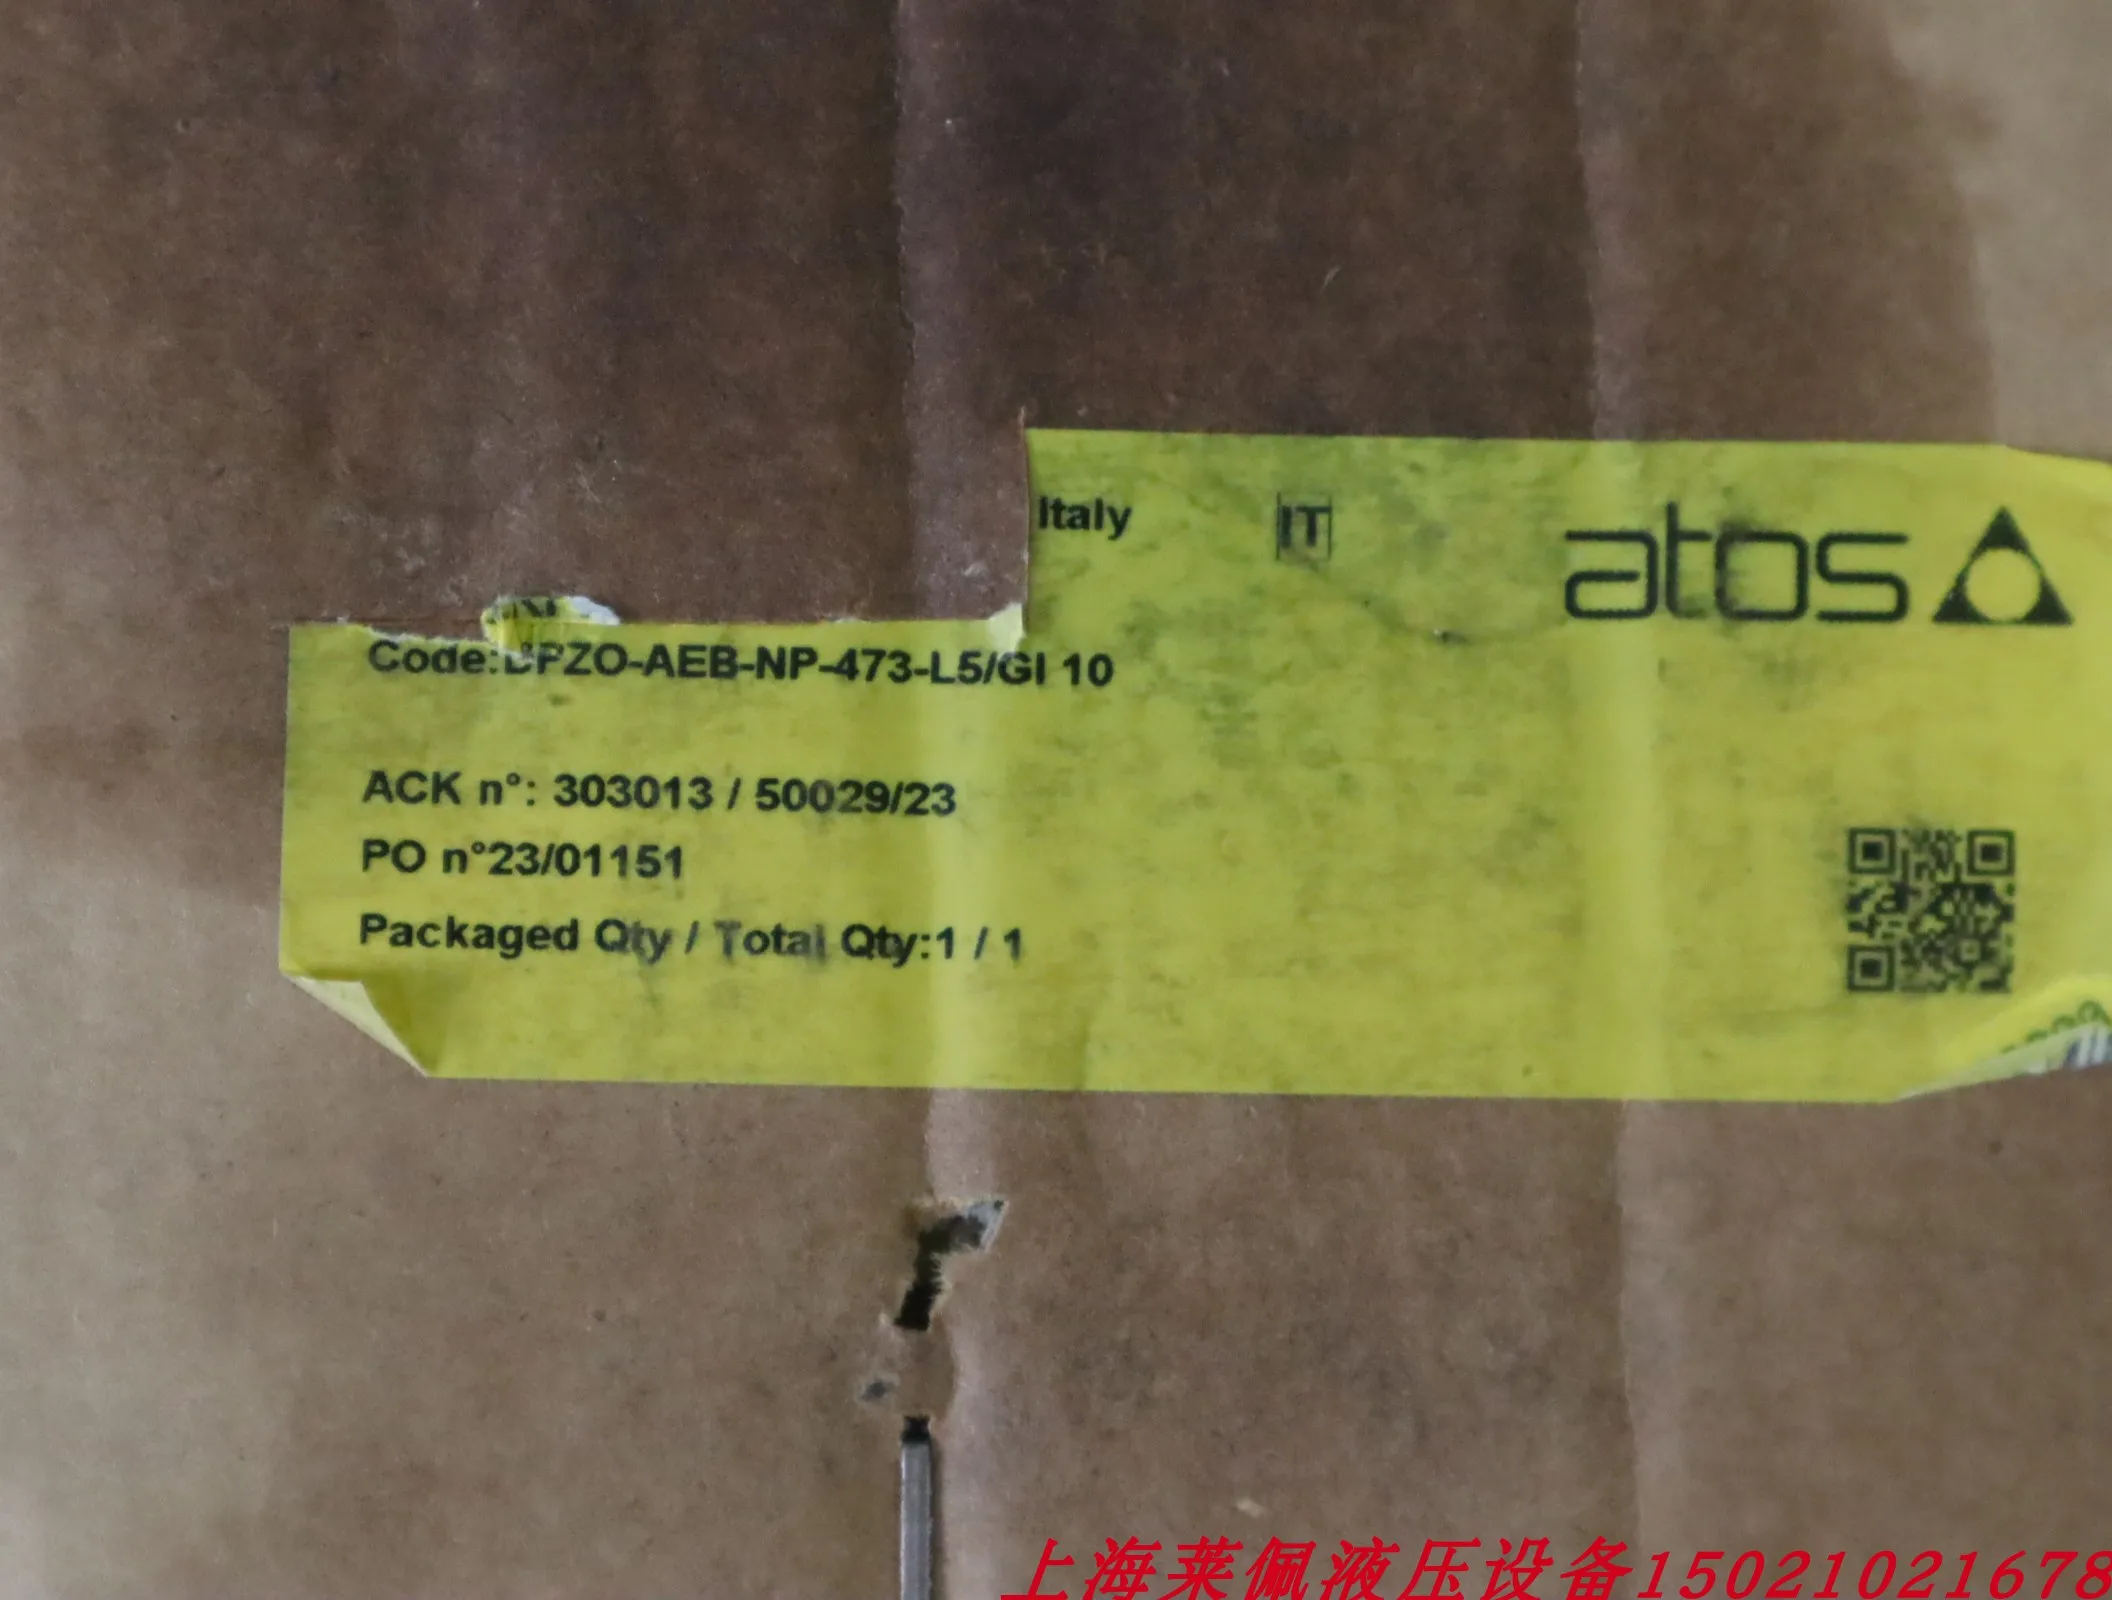 Italy IT atos
Code:DPZO-AEB-NP-473-L5/GI 10
ACK n°: 303013 / 50029/23
PO n°23/01151
Packaged Qty / Total Qty:1 / 1
上海莱佩液压设备15021021678